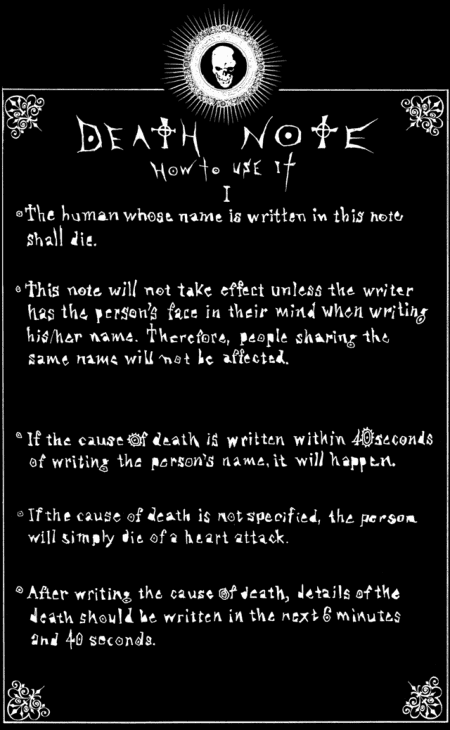 DEATH NOTE
HOW to USE IT
I
The human whose name is written in this note
shall die.
This note will not take effect unless the writer
has the person's face in their mind when writing
his/her name. Therefore, people sharing the
same name will not be affected.
If the cause of death is written within 40seconds
of writing the person's name, it will happen.
If the cause of death is not specified, the person
will simply die of a heart attack.
After writing the cause of death, details of the
death should be written in the next 6 minutes
and 40 seconds.